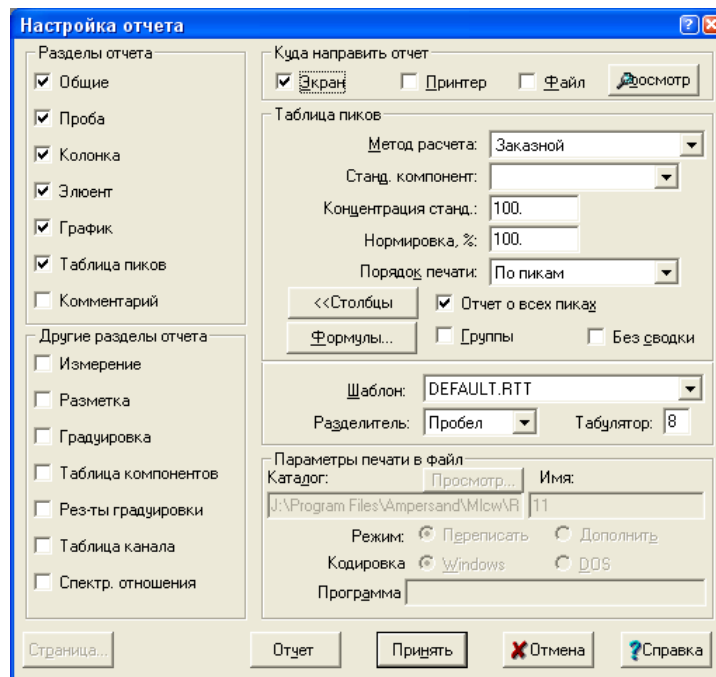 Настройка отчета
Разделы отчета
Общие
Проба
Колонка
Элюент
График
Таблица пиков
Комментарий
Другие разделы отчета
Измерение
Разметка
Градуировка
Таблица компонентов
Рез-ты градуировки
Таблица канала
Спектр. отношения
Куда направить отчет
Экран Принтер Файл Просмотр
Таблица пиков
Метод расчета: Заказной
Станд. компонент:
Концентрация станд.: 100.
Нормировка, %: 100.
Порядок печати: По пикам
<<Столбцы Отчет о всех пиках
Формулы... Группы Без сводки
Шаблон: DEFAULT.RTT
Разделитель: Пробел Табулятор: 8
Параметры печати в файл
Каталог: Просмотр... Имя:
J:\Program Files\Ampersand\Mlcw\R 11
Режим: Переписать Дополнить
Кодировка Windows DOS
Программа
Страница... Отчет Принять Отмена Справка